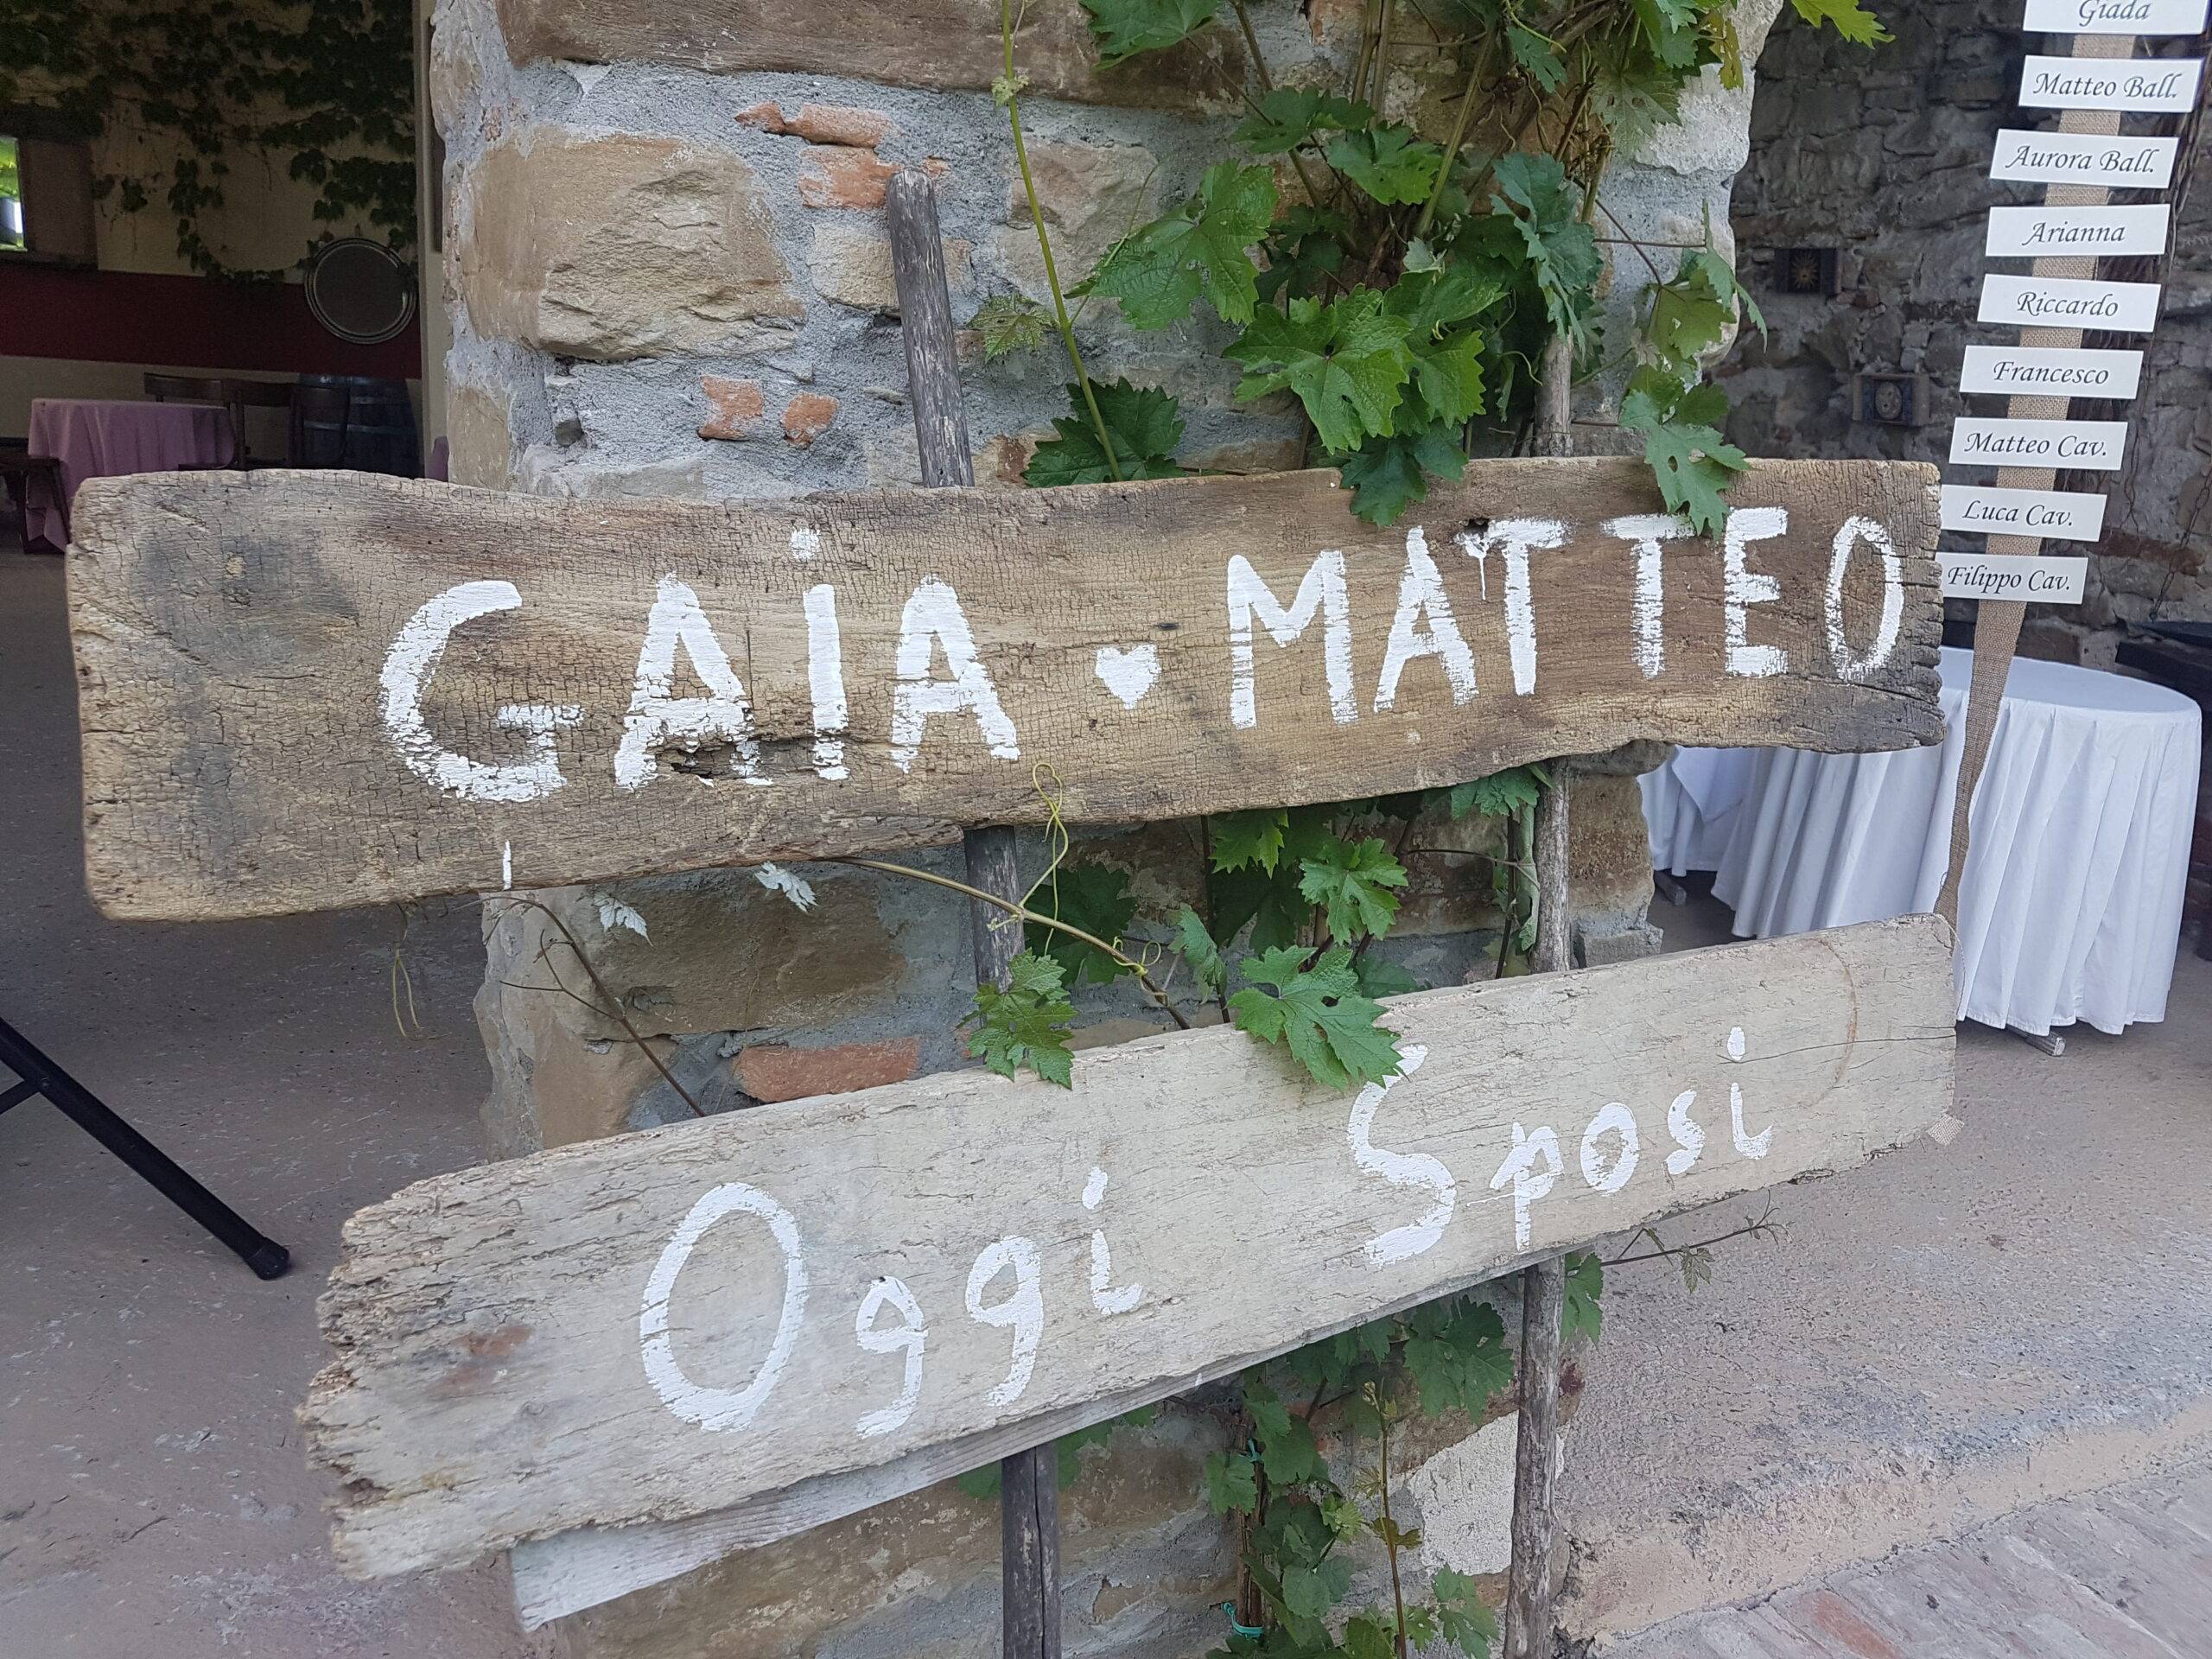 GAiA ♥ MATTEO
Oggi Sposi
Giada
Matteo Ball.
Aurora Ball.
Arianna
Riccardo
Francesco
Matteo Cav.
Luca Cav.
Filippo Cav.